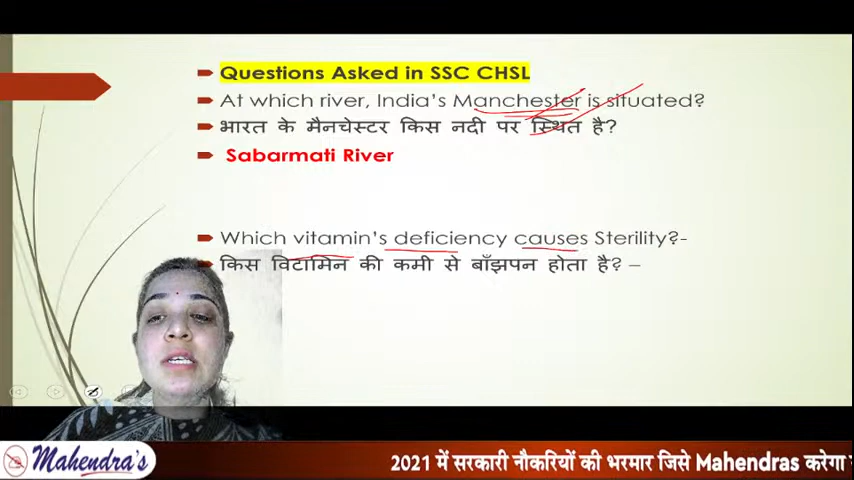 Questions Asked in SSC CHSL
At which river, India's Manchester is situated?
भारत के मैनचेस्टर किस नदी पर स्थित है?
Sabarmati River
Which vitamin's deficiency causes Sterility?-
किस विटामिन की कमी से बाँझपन होता है? –
Mahendra's
2021 में सरकारी नौकरियों की भरमार जिसे Mahendras करेगा